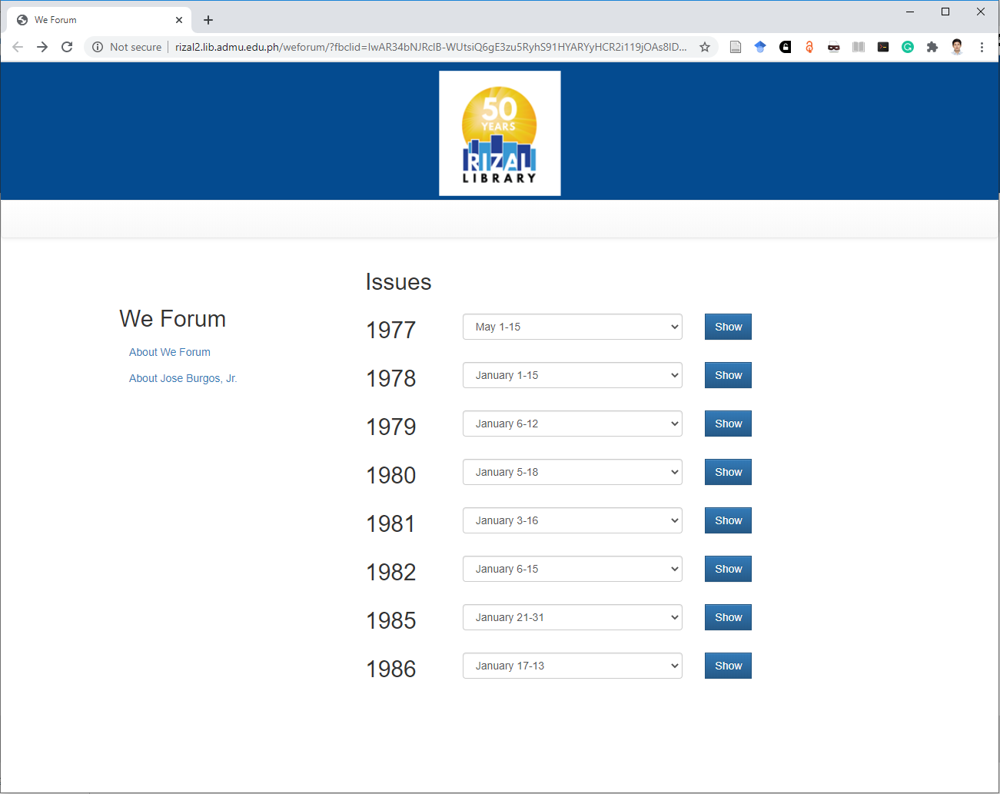 We Forum
Not secure
rizal2.lib.admu.edu.ph/weforum/?fbclid=IwAR34bNJRclB-WUtsiQ6gE3zu5RyhS91HYARYyHCR2i119jOAs8ID...
50
YEARS
RIZAL
LIBRARY
We Forum
About We Forum
About Jose Burgos, Jr.
Issues
1977 May 1-15 Show
1978 January 1-15 Show
1979 January 6-12 Show
1980 January 5-18 Show
1981 January 3-16 Show
1982 January 6-15 Show
1985 January 21-31 Show
1986 January 17-13 Show